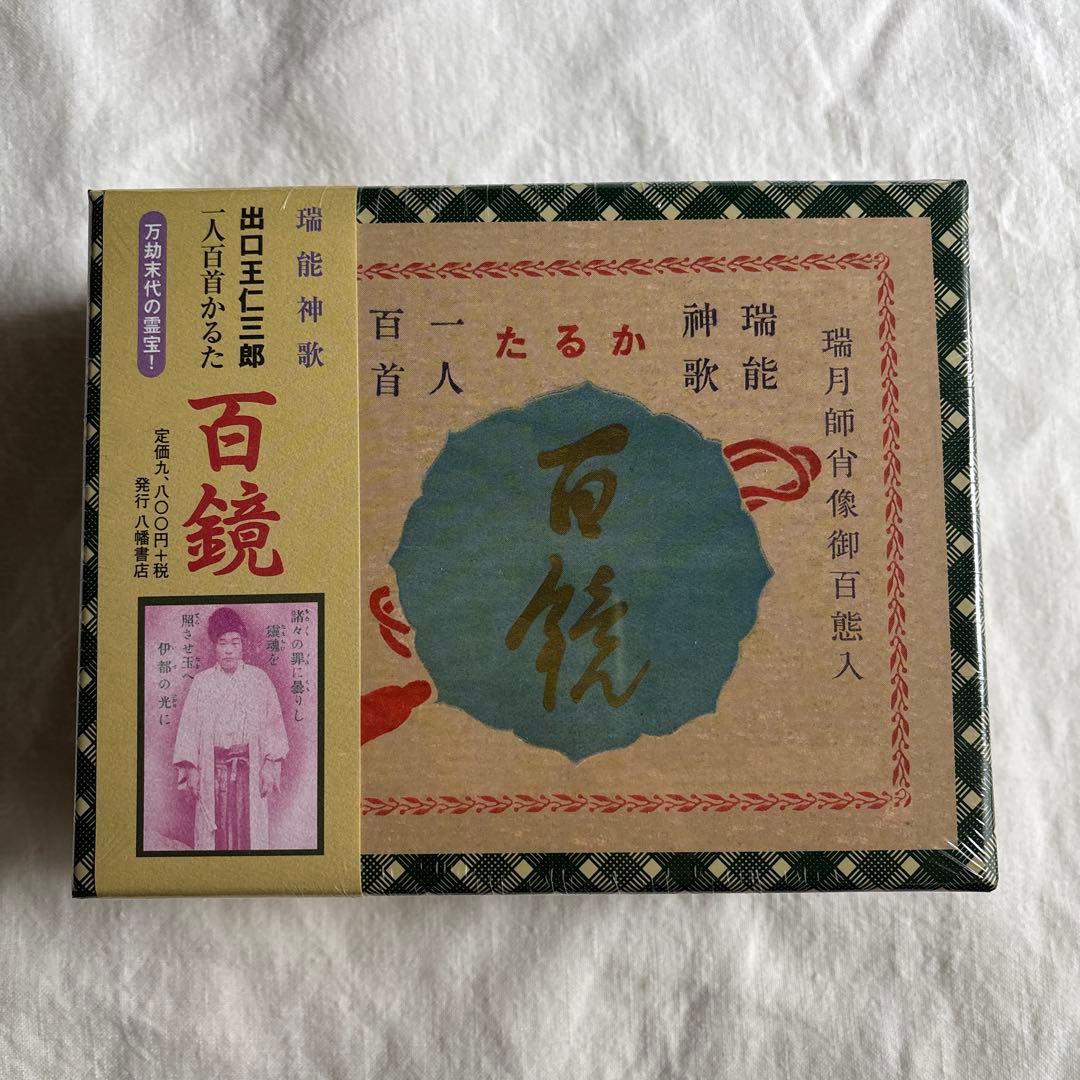 瑞能神歌
出口王仁三郎
一人百首かるた
万劫末代の霊宝！
百鏡
定価九、八〇〇円＋税
発行 八幡書店
諸々の罪に曇りし
靈魂を
照させ玉へ
伊都の光に
瑞月師肖像御百態入
瑞能
神歌
たるか
一人
百首
百鏡